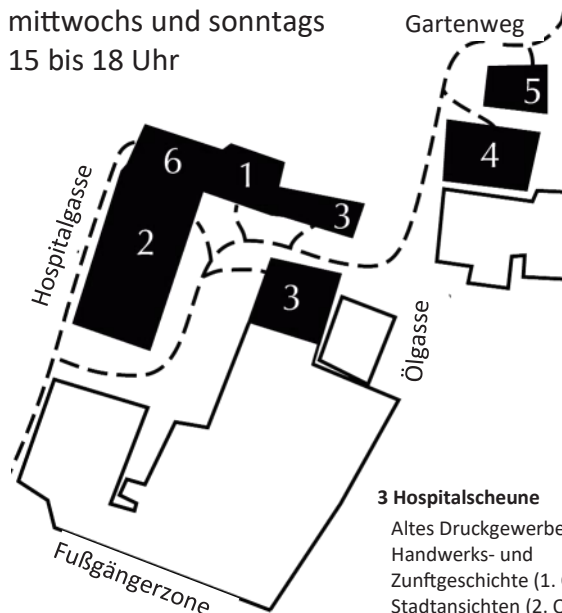 mittwochs und sonntags
15 bis 18 Uhr
Gartenweg
5
4
6
1
3
2
3
Hospitalgasse
Ölgasse
Fußgängerzone
3 Hospitalscheune
Altes Druckgewerbe
Handwerks- und
Zunftgeschichte (1.
Stadtansichten (2.